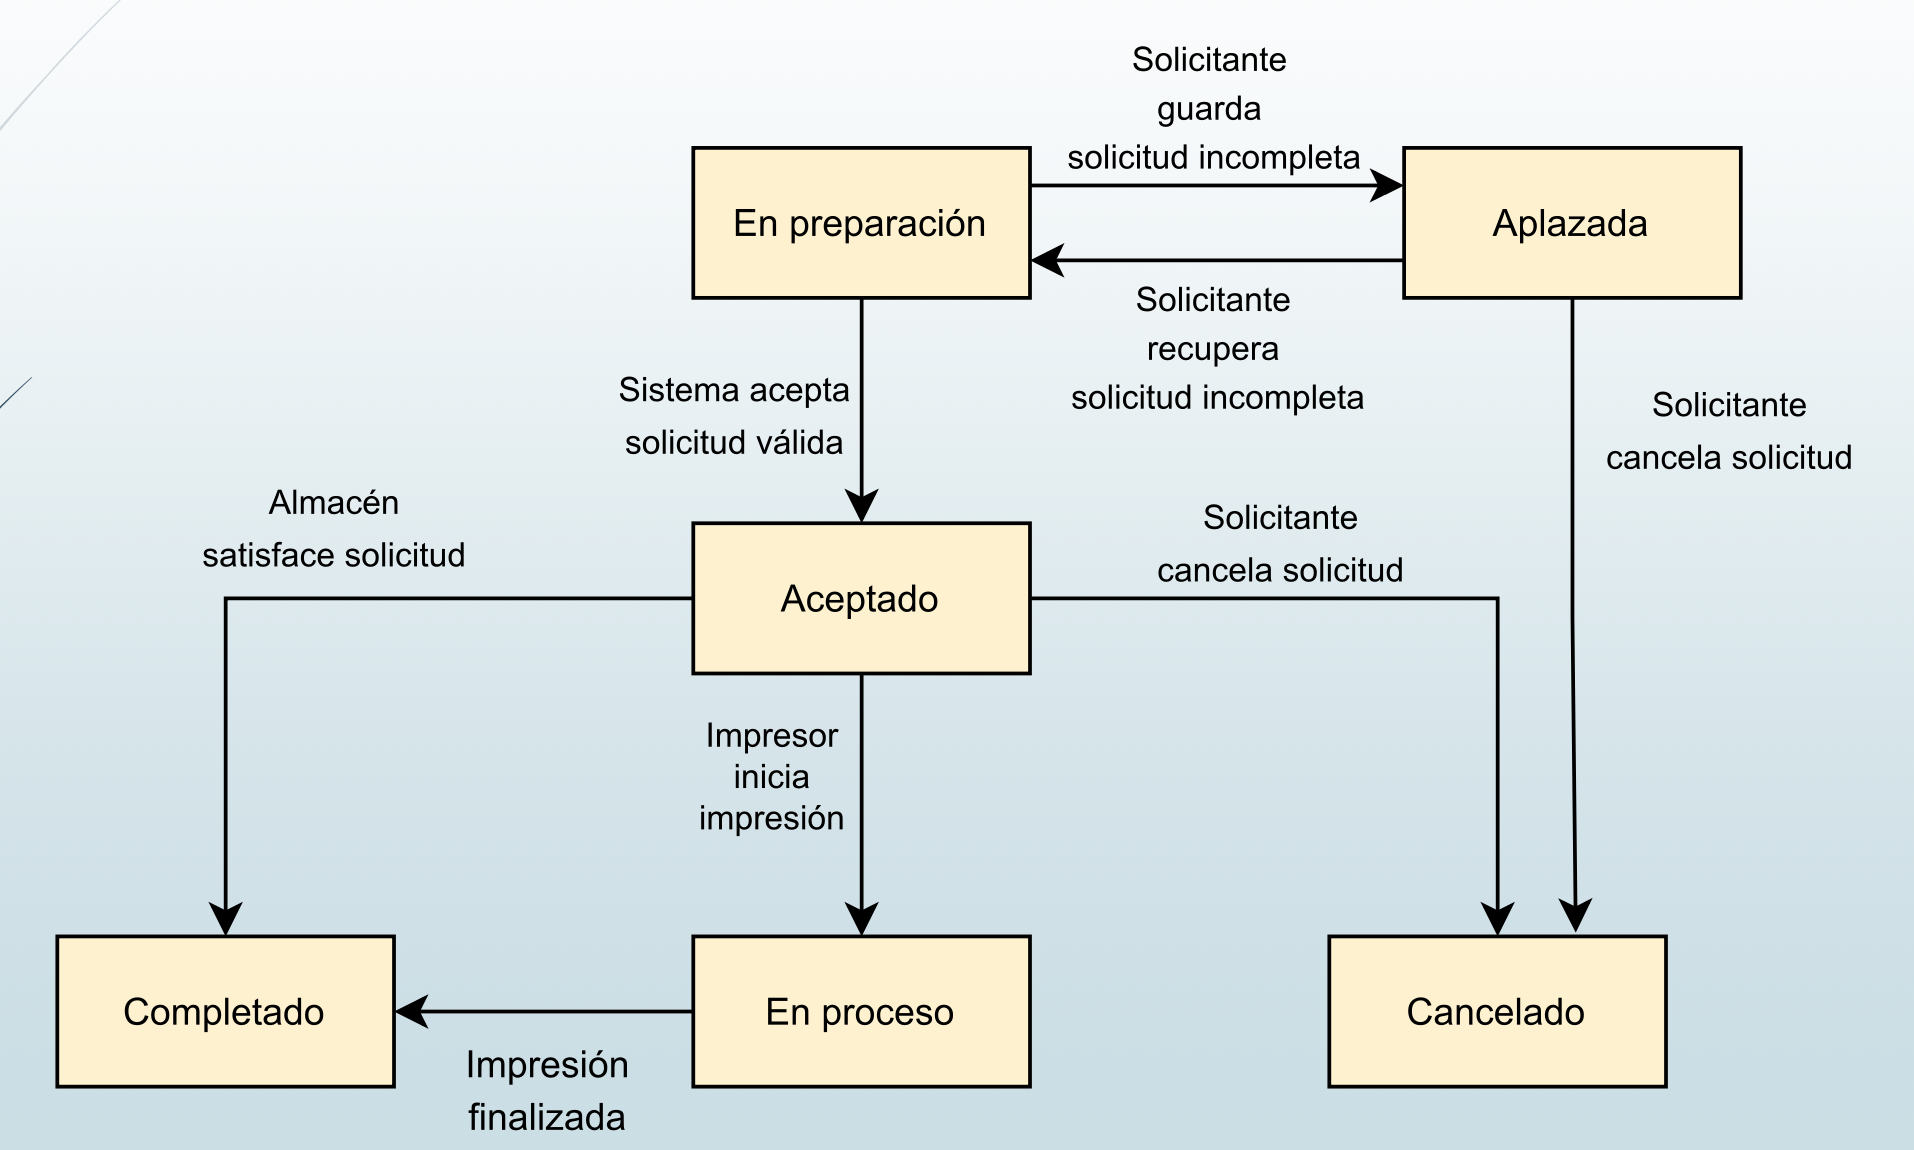 Solicitante
guarda
solicitud incompleta
En preparación
Aplazada
Solicitante
recupera
solicitud incompleta
Sistema acepta
solicitud válida
Solicitante
cancela solicitud
Almacén
satisface solicitud
Solicitante
cancela solicitud
Aceptado
Impresor
inicia
impresión
Completado
En proceso
Cancelado
Impresión
finalizada